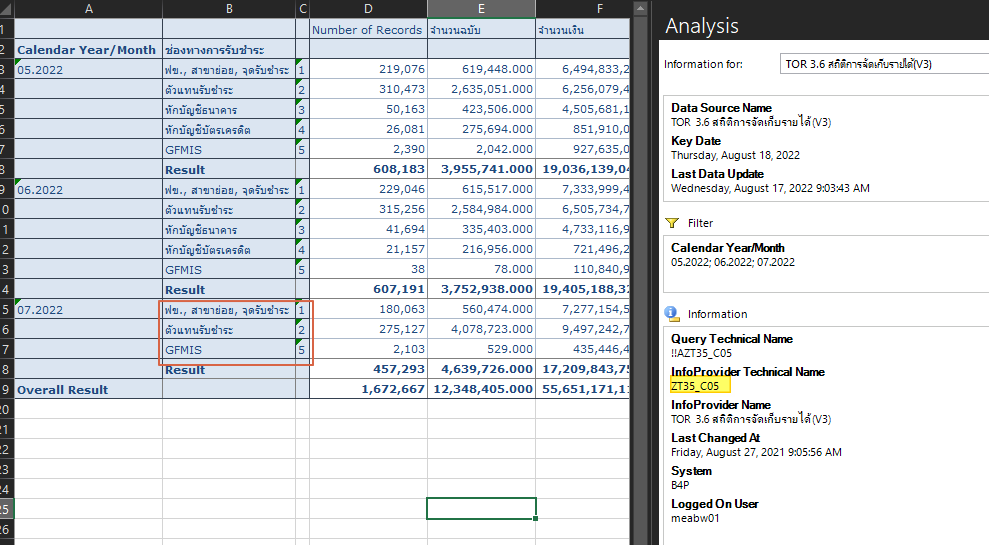 A B C D E F
1 Number of Records จำนวนฉบับ จำนวนเงิน
2 Calendar Year/Month ช่องทางการรับชำระ
3 05.2022 ฟข., สาขาย่อย, จุดรับชำระ 1 219,076 619,448.000 6,494,833,2
4 ตัวแทนรับชำระ 2 310,473 2,635,051.000 6,256,079,4
5 หักบัญชีธนาคาร 3 50,163 423,506.000 4,505,681,1
6 หักบัญชีบัตรเครดิต 4 26,081 275,694.000 851,910,0
7 GFMIS 5 2,390 2,042.000 927,635,0
8 Result 608,183 3,955,741.000 19,036,139,04
9 06.2022 ฟข., สาขาย่อย, จุดรับชำระ 1 229,046 615,517.000 7,333,999,4
0 ตัวแทนรับชำระ 2 315,256 2,584,984.000 6,505,734,7
1 หักบัญชีธนาคาร 3 41,694 335,403.000 4,733,116,9
2 หักบัญชีบัตรเครดิต 4 21,157 216,956.000 721,496,2
3 GFMIS 5 38 78.000 110,840,9
4 Result 607,191 3,752,938.000 19,405,188,32
5 07.2022 ฟข., สาขาย่อย, จุดรับชำระ 1 180,063 560,474.000 7,277,154,5
6 ตัวแทนรับชำระ 2 275,127 4,078,723.000 9,497,242,7
7 GFMIS 5 2,103 529.000 435,446,4
8 Result 457,293 4,639,726.000 17,209,843,75
9 Overall Result 1,672,667 12,348,405.000 55,651,171,11
20
21
22
23
24
25
26
Analysis
Information for: TOR 3.6 สถิติการจัดเก็บรายได้(V3)
Data Source Name
TOR 3.6 สถิติการจัดเก็บรายได้(V3)
Key Date
Thursday, August 18, 2022
Last Data Update
Wednesday, August 17, 2022 9:03:43 AM
Filter
Calendar Year/Month
05.2022; 06.2022; 07.2022
Information
Query Technical Name
!!AZT35_C05
InfoProvider Technical Name
ZT35_C05
InfoProvider Name
TOR 3.6 สถิติการจัดเก็บรายได้(V3)
Last Changed At
Friday, August 27, 2021 9:05:56 AM
System
B4P
Logged On User
meabw01